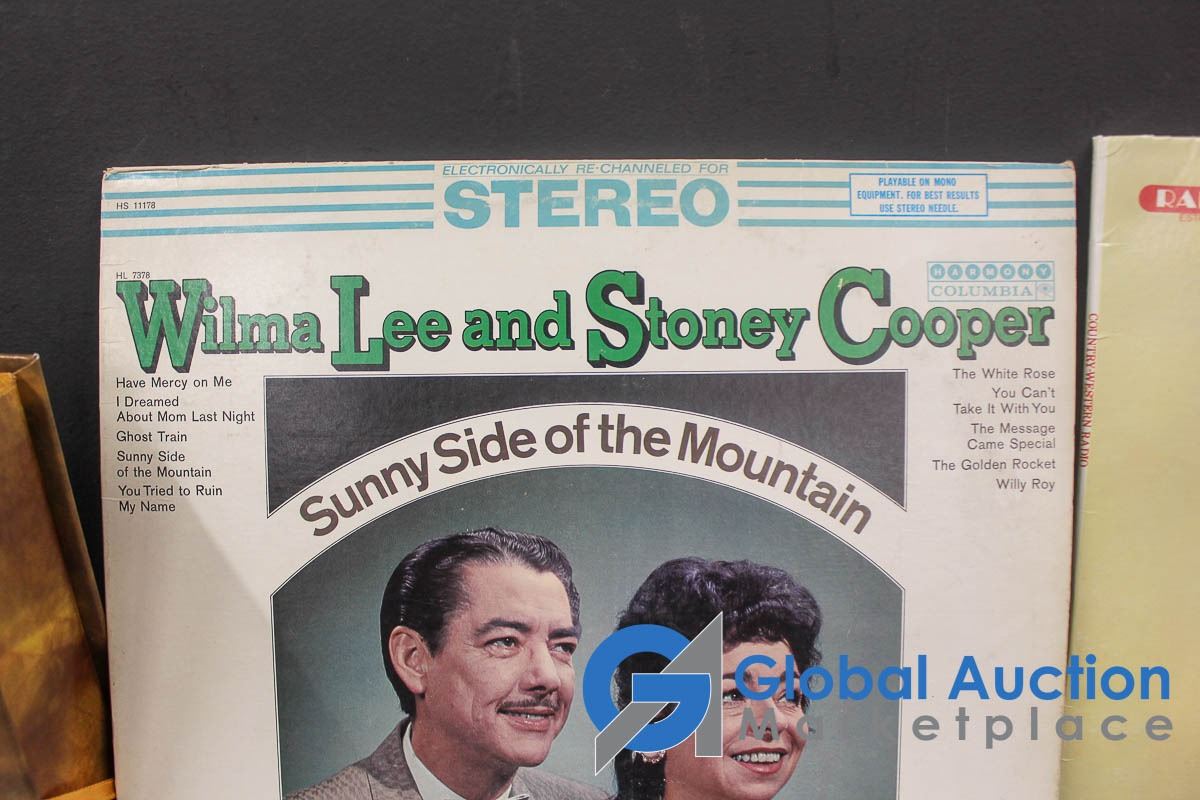 ELECTRONICALLY RE-CHANNELED FOR
STEREO
HS 11178
PLAYABLE ON MONO
EQUIPMENT. FOR BEST RESULTS
USE STEREO NEEDLE.
HL 7378
HARMONY
COLUMBIA
Wilma Lee and Stoney Cooper
Have Mercy on Me
I Dreamed
About Mom Last Night
Ghost Train
Sunny Side
of the Mountain
You Tried to Ruin
My Name
The White Rose
You Can't
Take It With You
The Message
Came Special
The Golden Rocket
Willy Roy
Sunny Side of the Mountain
COUNTRY-WESTERN RADIO
Global Auction
Marketplace